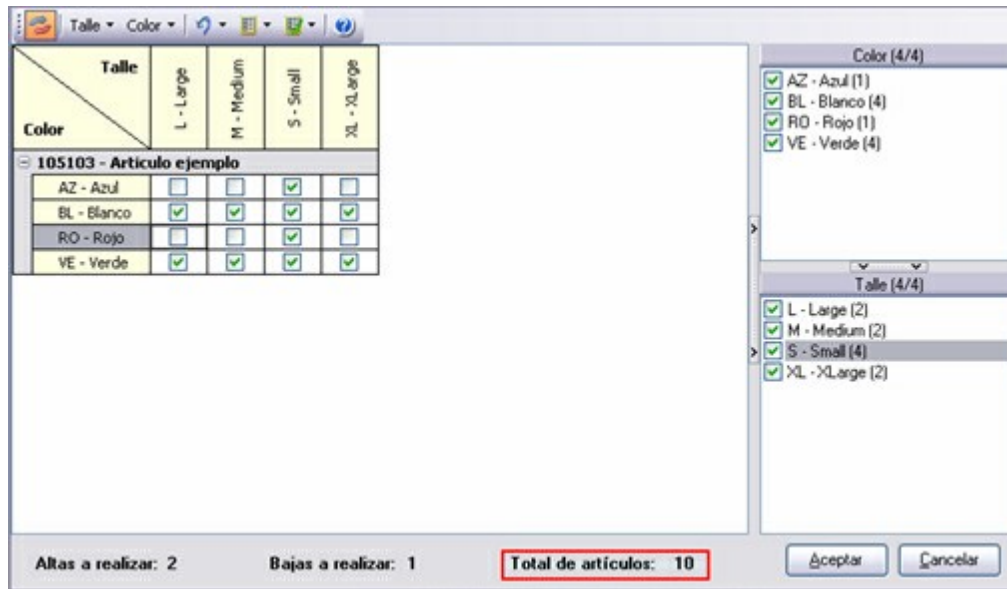 Talle Color
Talle
Color
L - Large
M - Medium
S - Small
XL - XLarge
105103 - Artículo ejemplo
AZ - Azul
BL - Blanco
RO - Rojo
VE - Verde
Color (4/4)
AZ - Azul (1)
BL - Blanco (4)
RO - Rojo (1)
VE - Verde (4)
Talle (4/4)
L - Large (2)
M - Medium (2)
S - Small (4)
XL - XLarge (2)
Altas a realizar: 2 Bajas a realizar: 1 Total de artículos: 10 Aceptar Cancelar